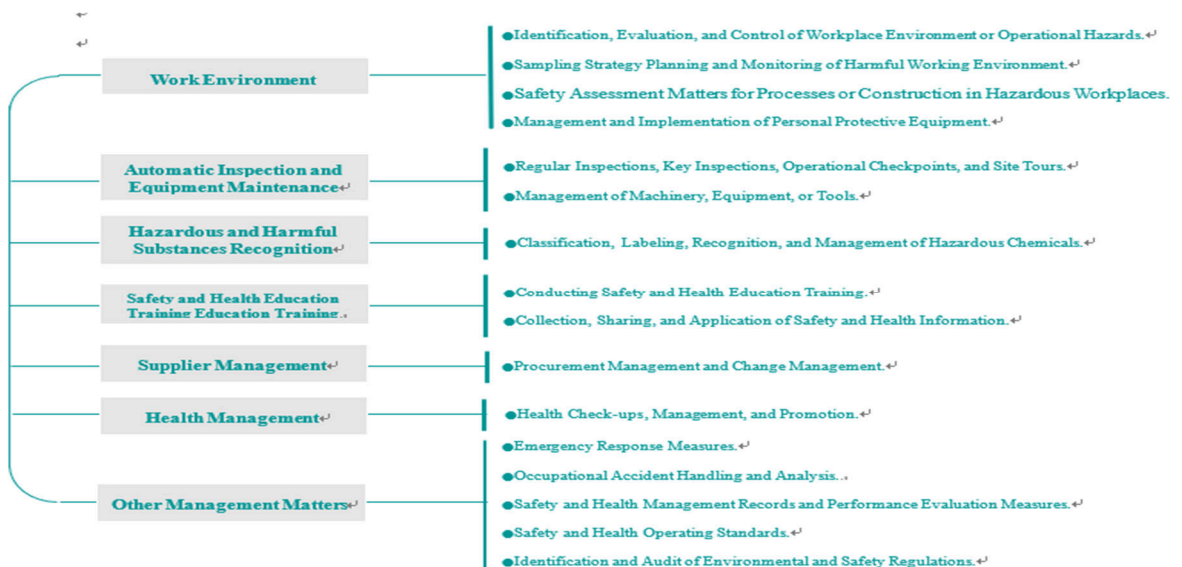 Work Environment
●Identification, Evaluation, and Control of Workplace Environment or Operational Hazards.↵
●Sampling Strategy Planning and Monitoring of Harmful Working Environment.↵
●Safety Assessment Matters for Processes or Construction in Hazardous Workplaces.
●Management and Implementation of Personal Protective Equipment.↵
Automatic Inspection and
Equipment Maintenance↵
●Regular Inspections, Key Inspections, Operational Checkpoints, and Site Tours.↵
●Management of Machinery, Equipment, or Tools.↵
Hazardous and Harmful
Substances Recognition↵
●Classification, Labeling, Recognition, and Management of Hazardous Chemicals.↵
Safety and Health Education
Training Education Training..
●Conducting Safety and Health Education Training.↵
●Collection, Sharing, and Application of Safety and Health Information.↵
Supplier Management↵
●Procurement Management and Change Management.↵
Health Management↵
●Health Check-ups, Management, and Promotion.↵
Other Management Matters↵
●Emergency Response Measures.↵
●Occupational Accident Handling and Analysis..
●Safety and Health Management Records and Performance Evaluation Measures.↵
●Safety and Health Operating Standards.↵
●Identification and Audit of Environmental and Safety Regulations.↵